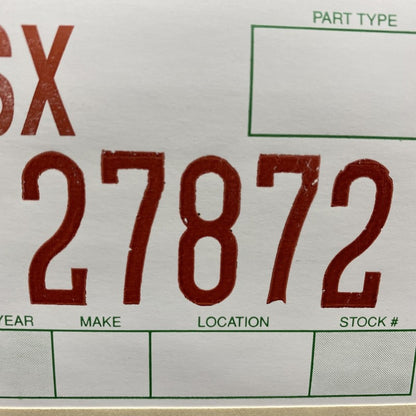 PART TYPE
SX
27872
YEAR MAKE LOCATION STOCK #